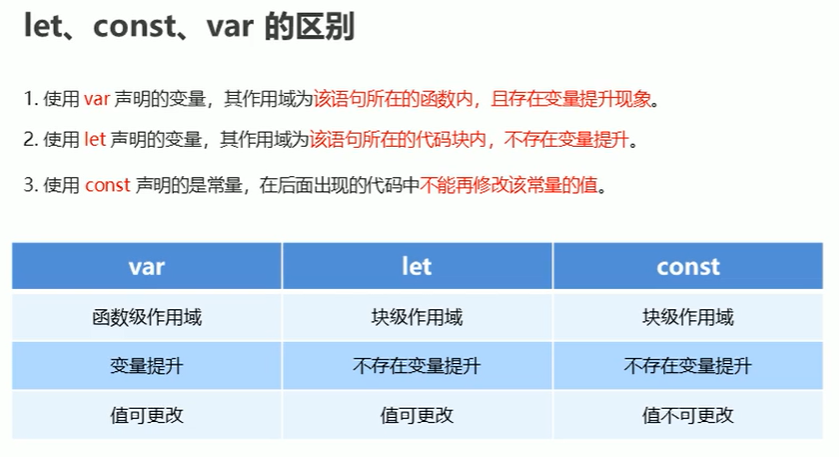 let、const、var 的区别
1. 使用 var 声明的变量，其作用域为该语句所在的函数内，且存在变量提升现象。
2. 使用 let 声明的变量，其作用域为该语句所在的代码块内，不存在变量提升。
3. 使用 const 声明的是常量，在后面出现的代码中不能再修改该常量的值。
var let const
函数级作用域 块级作用域 块级作用域
变量提升 不存在变量提升 不存在变量提升
值可更改 值可更改 值不可更改